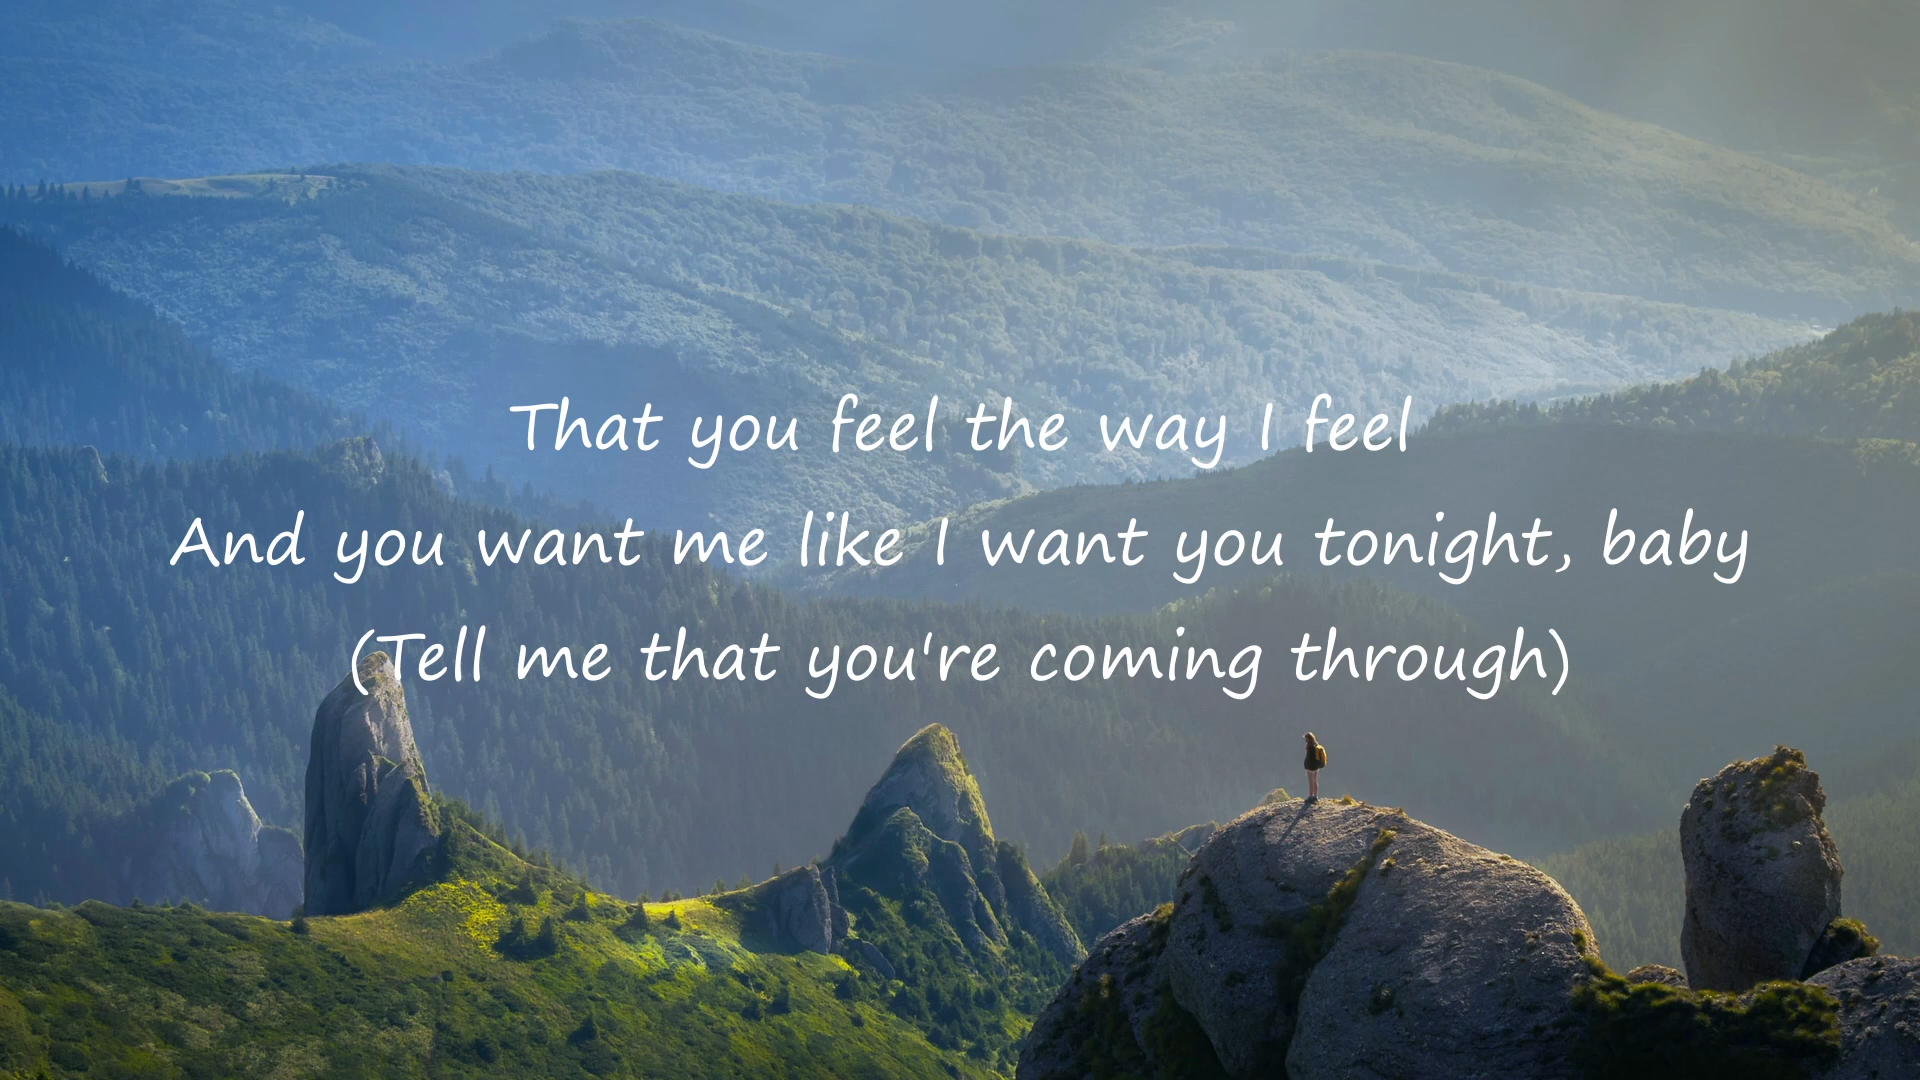 That you feel the way I feel
And you want me like I want you tonight, baby
(Tell me that you're coming through)